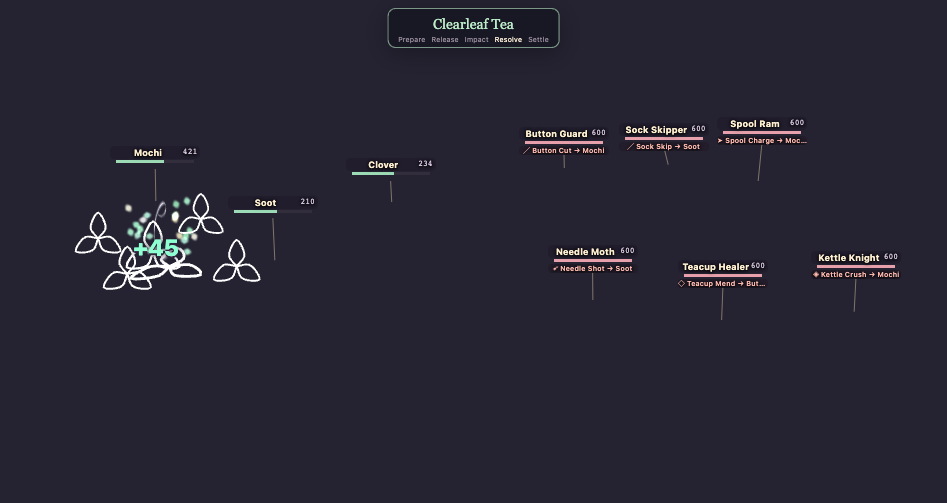 Clearleaf Tea
Prepare Release Impact Resolve Settle
Spool Ram 600
➤ Spool Charge → Moc...
Button Guard 600
⟋ Button Cut → Mochi
Sock Skipper 600
⟋ Sock Skip → Soot
Mochi 421
Clover 234
Soot 210
+45
Needle Moth 600
➶ Needle Shot → Soot
Teacup Healer 600
◇ Teacup Mend → But...
Kettle Knight 600
◈ Kettle Crush → Mochi